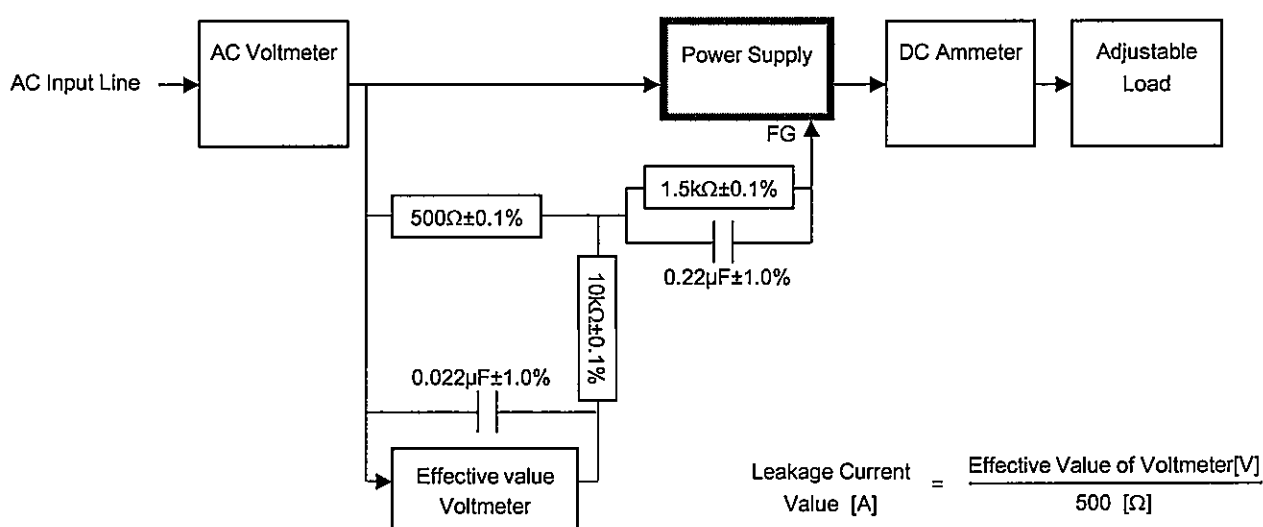 AC Input Line
AC Voltmeter
Power Supply
DC Ammeter
Adjustable
Load
FG
1.5kΩ±0.1%
500Ω±0.1%
0.22µF±1.0%
10kΩ±0.1%
0.022µF±1.0%
Effective value
Voltmeter
Leakage Current
Value [A]
=
Effective Value of Voltmeter[V]
500 [Ω]